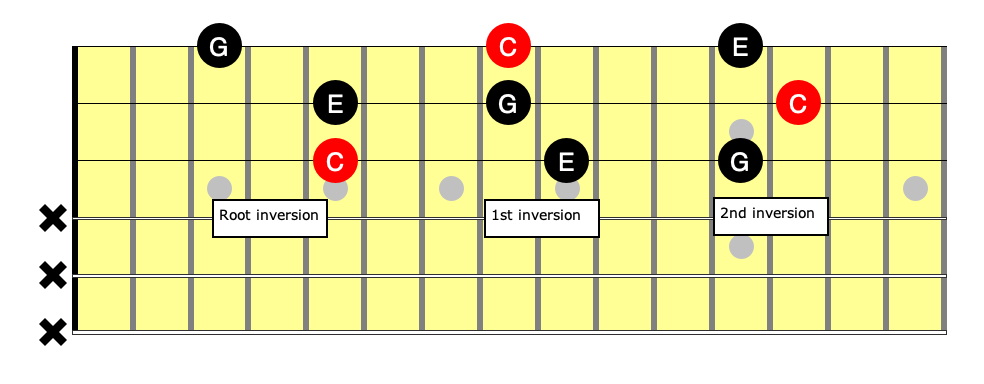 G C E
E G C
C E G
Root inversion 1st inversion 2nd inversion